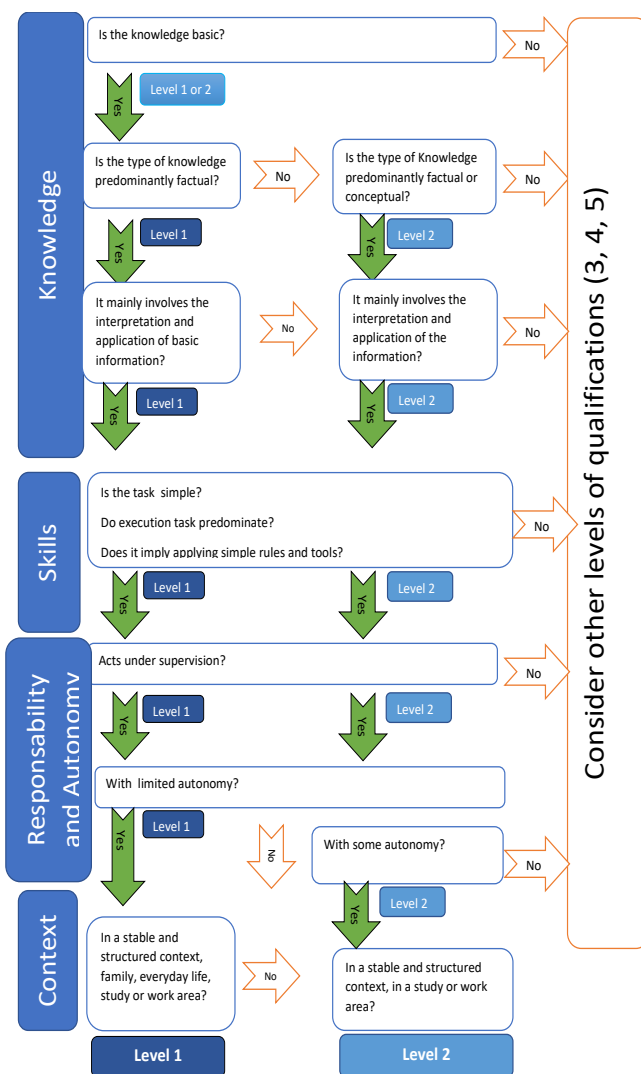 Knowledge
Is the knowledge basic?
No
Yes
Level 1 or 2
Is the type of knowledge
predominantly factual?
No
Is the type of Knowledge
predominantly factual or
conceptual?
No
Yes
Level 1
Yes
Level 2
It mainly involves the
interpretation and
application of basic
information?
No
It mainly involves the
interpretation and
application of the
information?
No
Yes
Level 1
Yes
Level 2
Skills
Is the task simple?
Do execution task predominate?
Does it imply applying simple rules and tools?
No
Yes
Level 1
Yes
Level 2
Responsability
and Autonomy
Acts under supervision?
No
Yes
Level 1
Yes
Level 2
With limited autonomy?
Yes
Level 1
No
With some autonomy?
No
Yes
Level 2
Context
In a stable and
structured context,
family, everyday life,
study or work area?
No
In a stable and structured
context, in a study or work
area?
Level 1
Level 2
Consider other levels of qualifications (3, 4, 5)